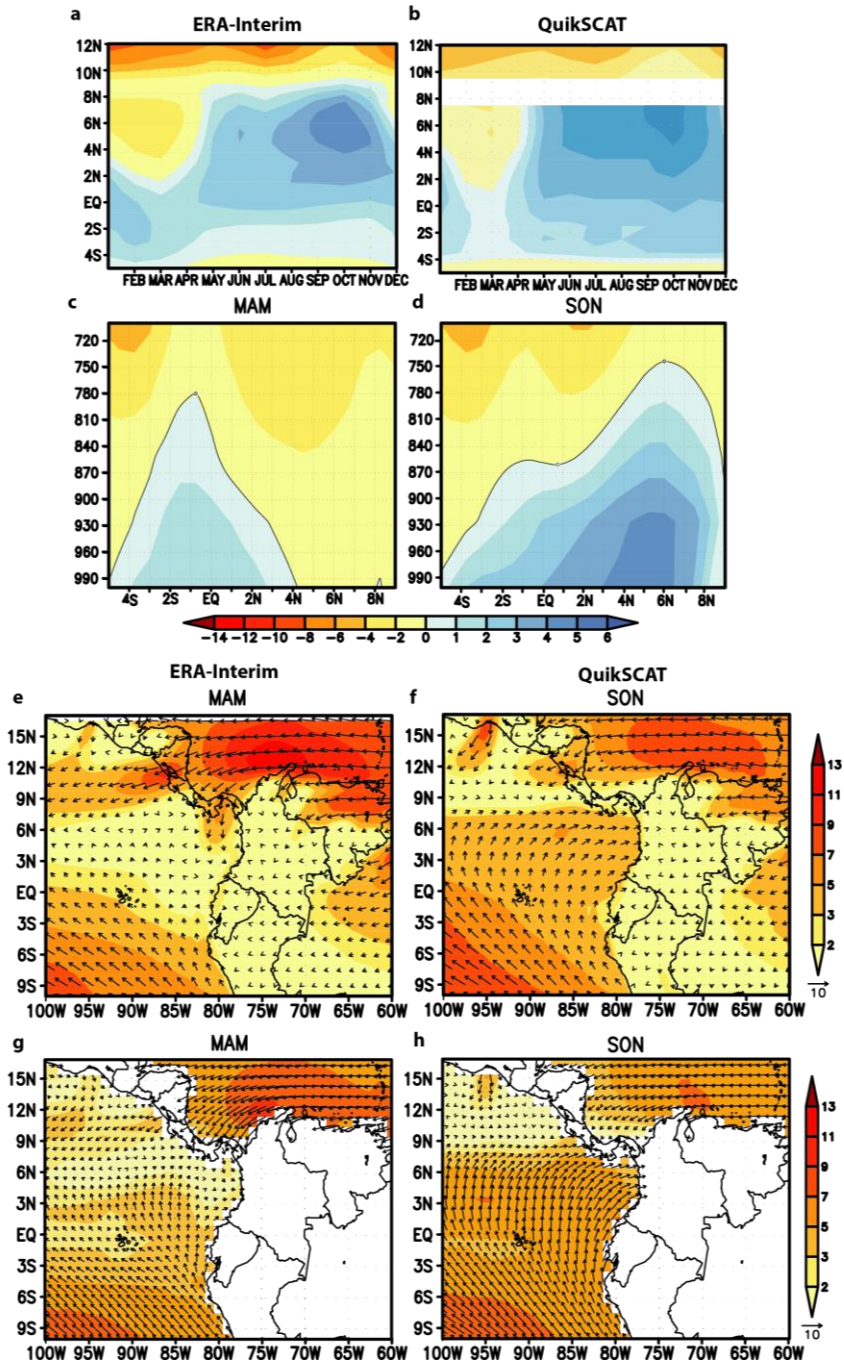 a ERA-Interim b QuikSCAT
12N 12N
10N 10N
8N 8N
6N 6N
4N 4N
2N 2N
EQ EQ
2S 2S
4S 4S
FEB MAR APR MAY JUN JUL AUG SEP OCT NOV DEC FEB MAR APR MAY JUN JUL AUG SEP OCT NOV DEC
c MAM d SON
720 720
750 750
780 780
810 810
840 840
870 870
900 900
930 930
960 960
990 990
4S 2S EQ 2N 4N 6N 8N 4S 2S EQ 2N 4N 6N 8N
-14 -12 -10 -8 -6 -4 -2 0 1 2 3 4 5 6
ERA-Interim QuikSCAT
e MAM f SON
15N 15N
12N 12N
9N 9N
6N 6N
3N 3N
EQ EQ
3S 3S
6S 6S
9S 9S
100W 95W 90W 85W 80W 75W 70W 65W 60W 100W 95W 90W 85W 80W 75W 70W 65W 60W
13
11
9
7
5
3
2
10
g MAM h SON
15N 15N
12N 12N
9N 9N
6N 6N
3N 3N
EQ EQ
3S 3S
6S 6S
9S 9S
100W 95W 90W 85W 80W 75W 70W 65W 60W 100W 95W 90W 85W 80W 75W 70W 65W 60W
13
11
9
7
5
3
2
10